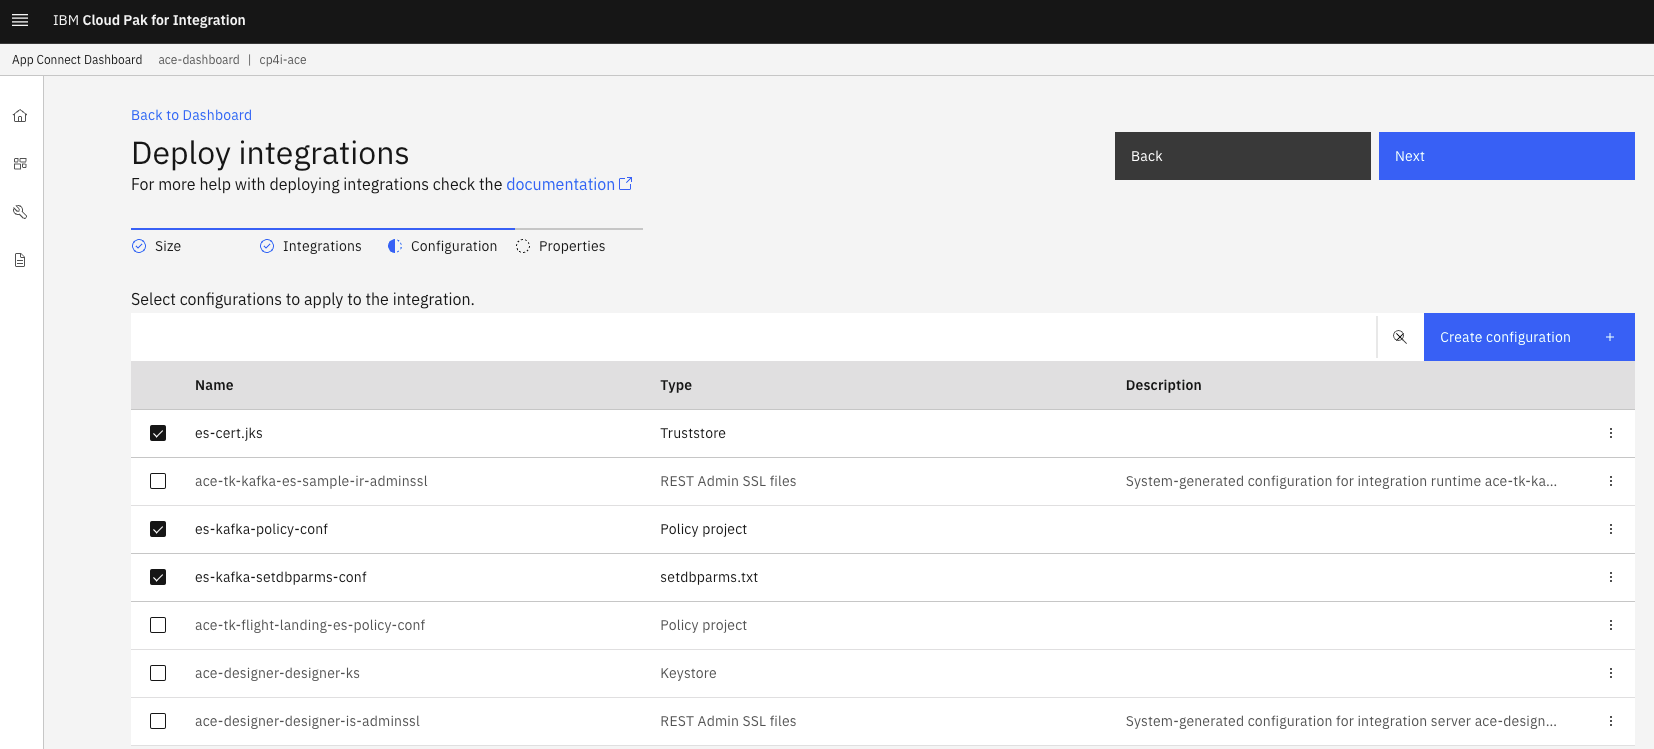 IBM Cloud Pak for Integration
App Connect Dashboard ace-dashboard | cp4i-ace
Back to Dashboard
Deploy integrations
For more help with deploying integrations check the documentation
Back
Next
Size
Integrations
Configuration
Properties
Select configurations to apply to the integration.
Create configuration +
Name Type Description
es-cert.jks Truststore
ace-tk-kafka-es-sample-ir-adminssl REST Admin SSL files System-generated configuration for integration runtime ace-tk-ka...
es-kafka-policy-conf Policy project
es-kafka-setdbparms-conf setdbparms.txt
ace-tk-flight-landing-es-policy-conf Policy project
ace-designer-designer-ks Keystore
ace-designer-designer-is-adminssl REST Admin SSL files System-generated configuration for integration server ace-design...